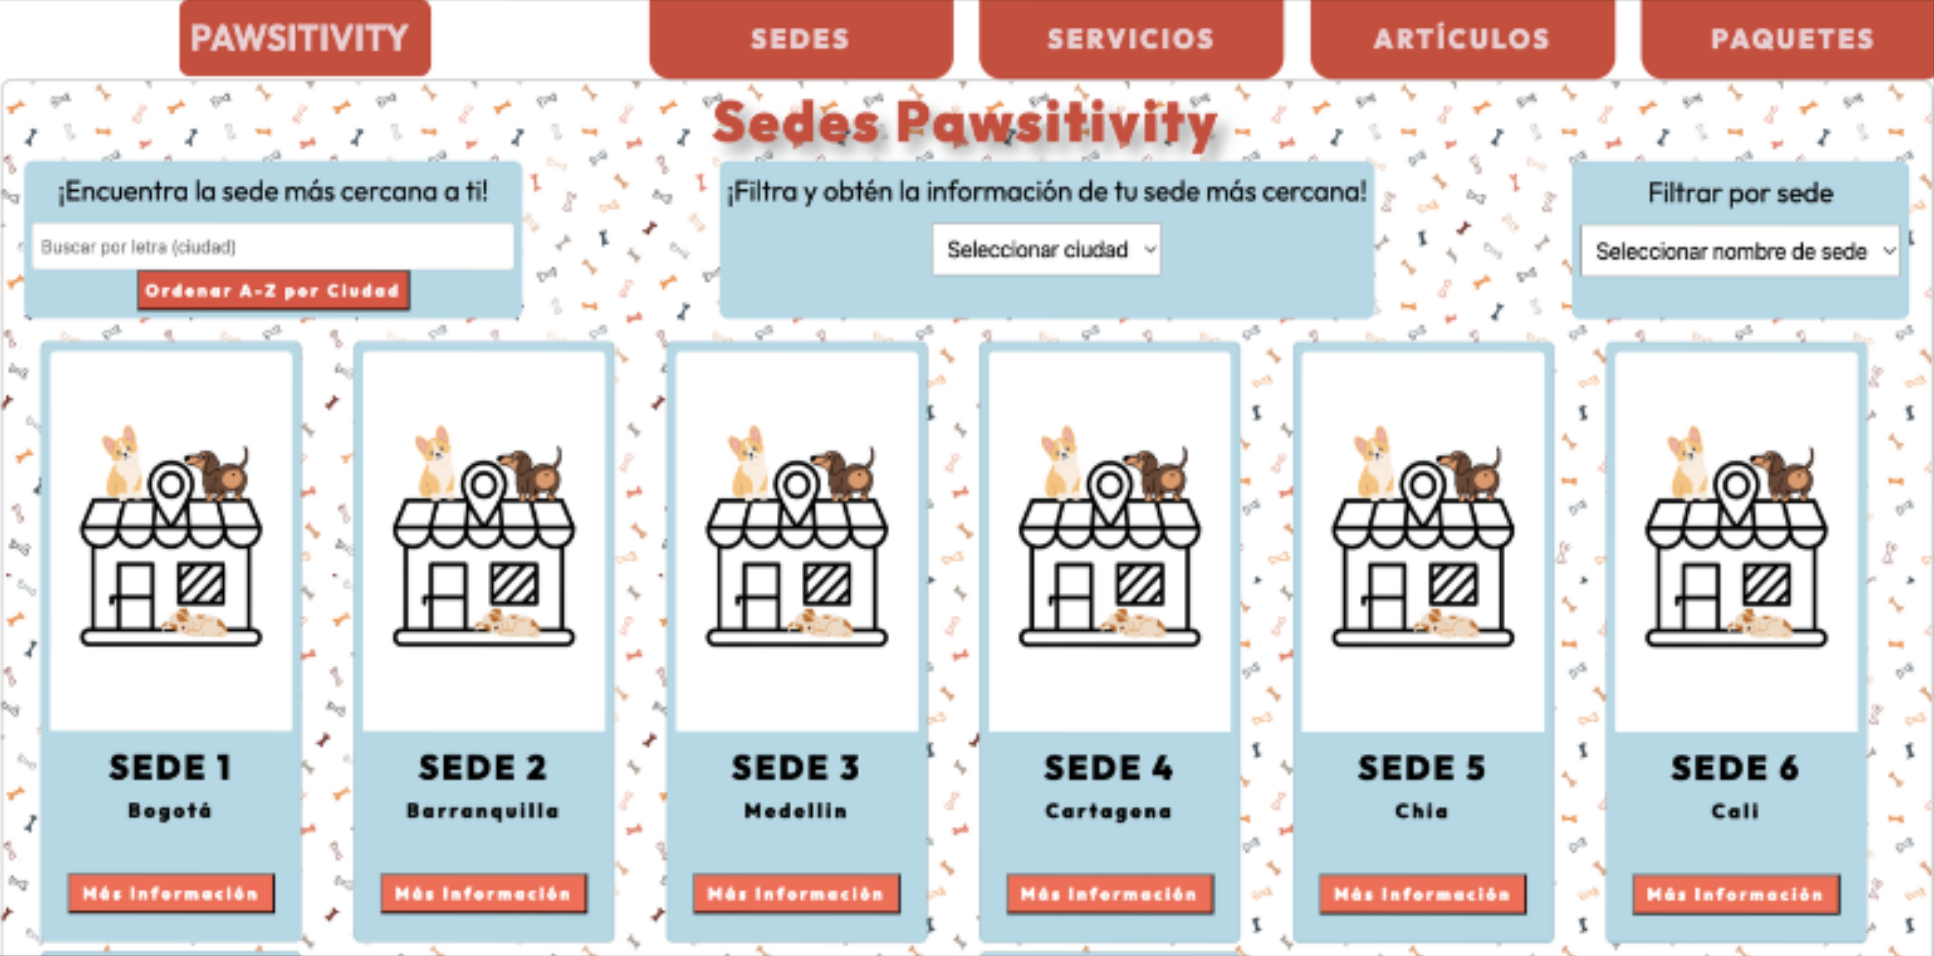 PAWSITIVITY SEDES SERVICIOS ARTÍCULOS PAQUETES
Sedes Pawsitivity
¡Encuentra la sede más cercana a ti!
Buscar por letra (ciudad)
Ordenar A-Z por Ciudad
¡Filtra y obtén la información de tu sede más cercana!
Seleccionar ciudad
Filtrar por sede
Seleccionar nombre de sede
SEDE 1
Bogotá
Más Información
SEDE 2
Barranquilla
Más Información
SEDE 3
Medellin
Más Información
SEDE 4
Cartagena
Más Información
SEDE 5
Chia
Más Información
SEDE 6
Cali
Más Información